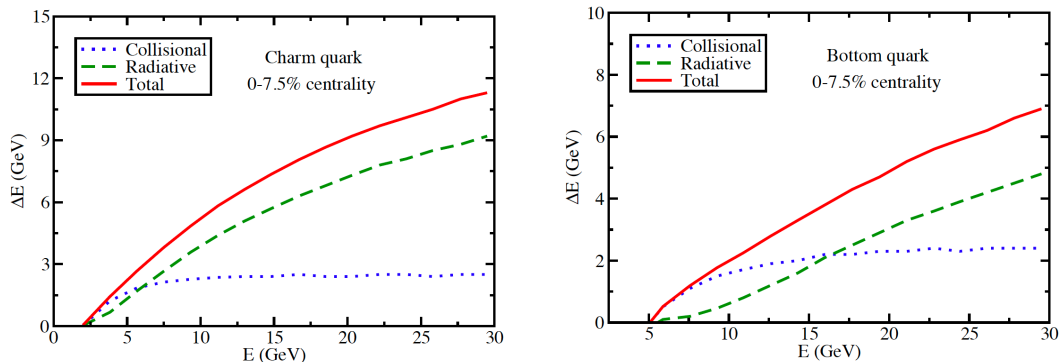 15
12
9
6
3
0
ΔE (GeV)
Collisional
Radiative
Total
Charm quark
0-7.5% centrality
0 5 10 15 20 25 30
E (GeV)
10
8
6
4
2
0
ΔE (GeV)
Collisional
Radiative
Total
Bottom quark
0-7.5% centrality
5 10 15 20 25 30
E (GeV)